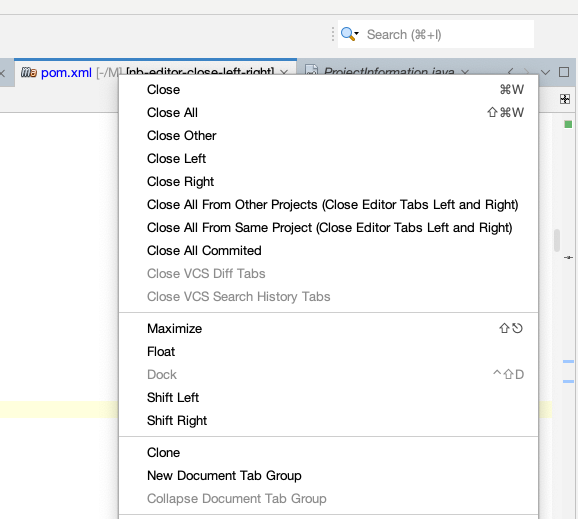 Search (⌘+I)
pom.xml [-/M] [nb-editor-close-left-right]
ProjectInformation.java
Close ⌘W
Close All ⇧⌘W
Close Other
Close Left
Close Right
Close All From Other Projects (Close Editor Tabs Left and Right)
Close All From Same Project (Close Editor Tabs Left and Right)
Close All Commited
Close VCS Diff Tabs
Close VCS Search History Tabs
Maximize ⇧⎋
Float
Dock ^⇧D
Shift Left
Shift Right
Clone
New Document Tab Group
Collapse Document Tab Group